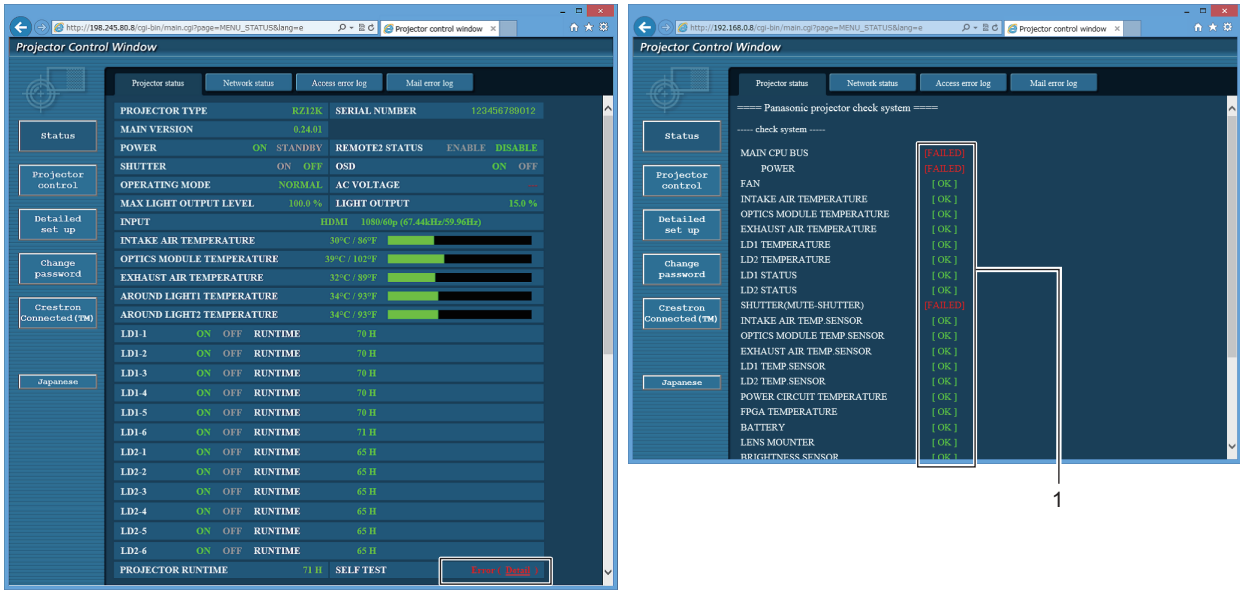 http://198.245.80.8/cgi-bin/main.cgi?page=MENU_STATUS&lang=e
Projector control window
Projector Control Window
Projector status
Network status
Access error log
Mail error log
Status
Projector
control
Detailed
set up
Change
password
Crestron
Connected(TM)
Japanese
PROJECTOR TYPE RZ12K SERIAL NUMBER 123456789012
MAIN VERSION 0.24.01
POWER ON STANDBY REMOTE2 STATUS ENABLE DISABLE
SHUTTER ON OFF OSD ON OFF
OPERATING MODE NORMAL AC VOLTAGE
MAX LIGHT OUTPUT LEVEL 100.0 % LIGHT OUTPUT 15.0 %
INPUT HDMI 1080/60p (67.44kHz/59.96Hz)
INTAKE AIR TEMPERATURE 30°C / 86°F
OPTICS MODULE TEMPERATURE 39°C / 102°F
EXHAUST AIR TEMPERATURE 32°C / 89°F
AROUND LIGHT1 TEMPERATURE 34°C / 93°F
AROUND LIGHT2 TEMPERATURE 34°C / 93°F
LD1-1 ON OFF RUNTIME 70 H
LD1-2 ON OFF RUNTIME 70 H
LD1-3 ON OFF RUNTIME 70 H
LD1-4 ON OFF RUNTIME 70 H
LD1-5 ON OFF RUNTIME 70 H
LD1-6 ON OFF RUNTIME 71 H
LD2-1 ON OFF RUNTIME 65 H
LD2-2 ON OFF RUNTIME 65 H
LD2-3 ON OFF RUNTIME 65 H
LD2-4 ON OFF RUNTIME 65 H
LD2-5 ON OFF RUNTIME 65 H
LD2-6 ON OFF RUNTIME 65 H
PROJECTOR RUNTIME 71 H SELF TEST Error ( Detail )
http://192.168.0.8/cgi-bin/main.cgi?page=MENU_STATUS&lang=e
Projector control window
Projector Control Window
Projector status
Network status
Access error log
Mail error log
Status
Projector
control
Detailed
set up
Change
password
Crestron
Connected(TM)
Japanese
==== Panasonic projector check system ====
----- check system -----
MAIN CPU BUS [FAILED]
POWER [FAILED]
FAN [ OK ]
INTAKE AIR TEMPERATURE [ OK ]
OPTICS MODULE TEMPERATURE [ OK ]
EXHAUST AIR TEMPERATURE [ OK ]
LD1 TEMPERATURE [ OK ]
LD2 TEMPERATURE [ OK ]
LD1 STATUS [ OK ]
LD2 STATUS [ OK ]
SHUTTER(MUTE-SHUTTER) [FAILED]
INTAKE AIR TEMP.SENSOR [ OK ]
OPTICS MODULE TEMP.SENSOR [ OK ]
EXHAUST AIR TEMP.SENSOR [ OK ]
LD1 TEMP.SENSOR [ OK ]
LD2 TEMP.SENSOR [ OK ]
POWER CIRCUIT TEMPERATURE [ OK ]
FPGA TEMPERATURE [ OK ]
BATTERY [ OK ]
LENS MOUNTER [ OK ]
BRIGHTNESS SENSOR [ OK ]
1